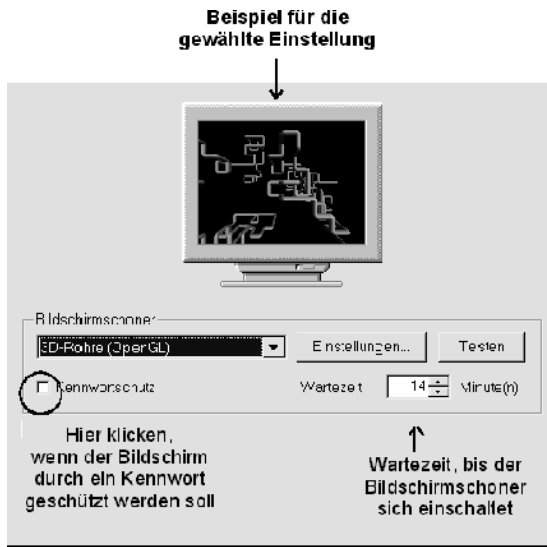 Beispiel für die
gewählte Einstellung
Bildschirmschoner
3D-Rohre (OpenGL)
Einstellungen...
Testen
Kennwortschutz
Wartezeit
14
Minute(n)
Hier klicken,
wenn der Bildschirm
durch ein Kennwort
geschützt werden soll
Wartezeit, bis der
Bildschirmschoner
sich einschaltet